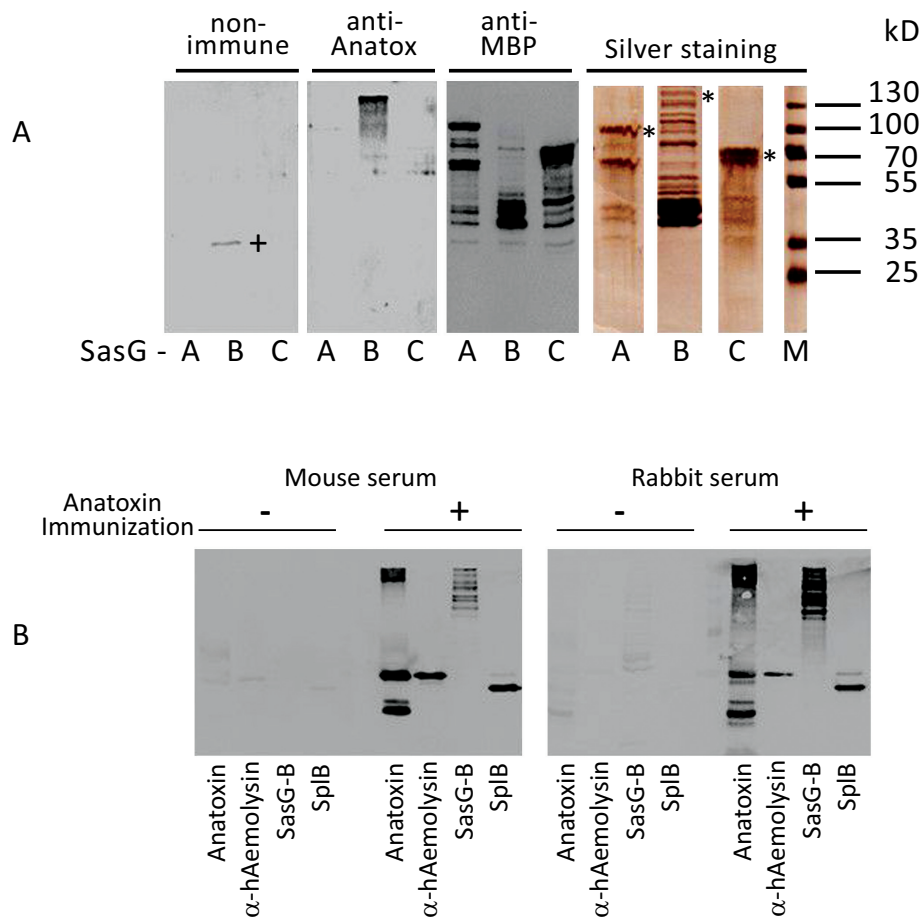 non-
immune
anti-
Anatox
anti-
MBP
Silver staining
kD
A
+
*
*
*
130
100
70
55
35
25
SasG - A B C A B C A B C A B C M
Mouse serum
Rabbit serum
Anatoxin
Immunization
- + - +
B
Anatoxin
α-hAemolysin
SasG-B
SplB
Anatoxin
α-hAemolysin
SasG-B
SplB
Anatoxin
α-hAemolysin
SasG-B
SplB
Anatoxin
α-hAemolysin
SasG-B
SplB